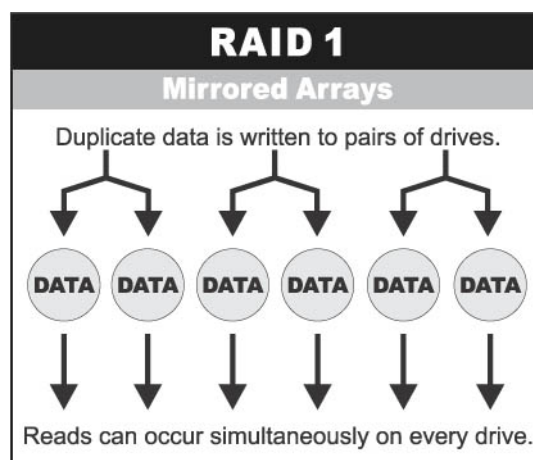 RAID 1
Mirrored Arrays
Duplicate data is written to pairs of drives.
DATA DATA DATA DATA DATA DATA
Reads can occur simultaneously on every drive.